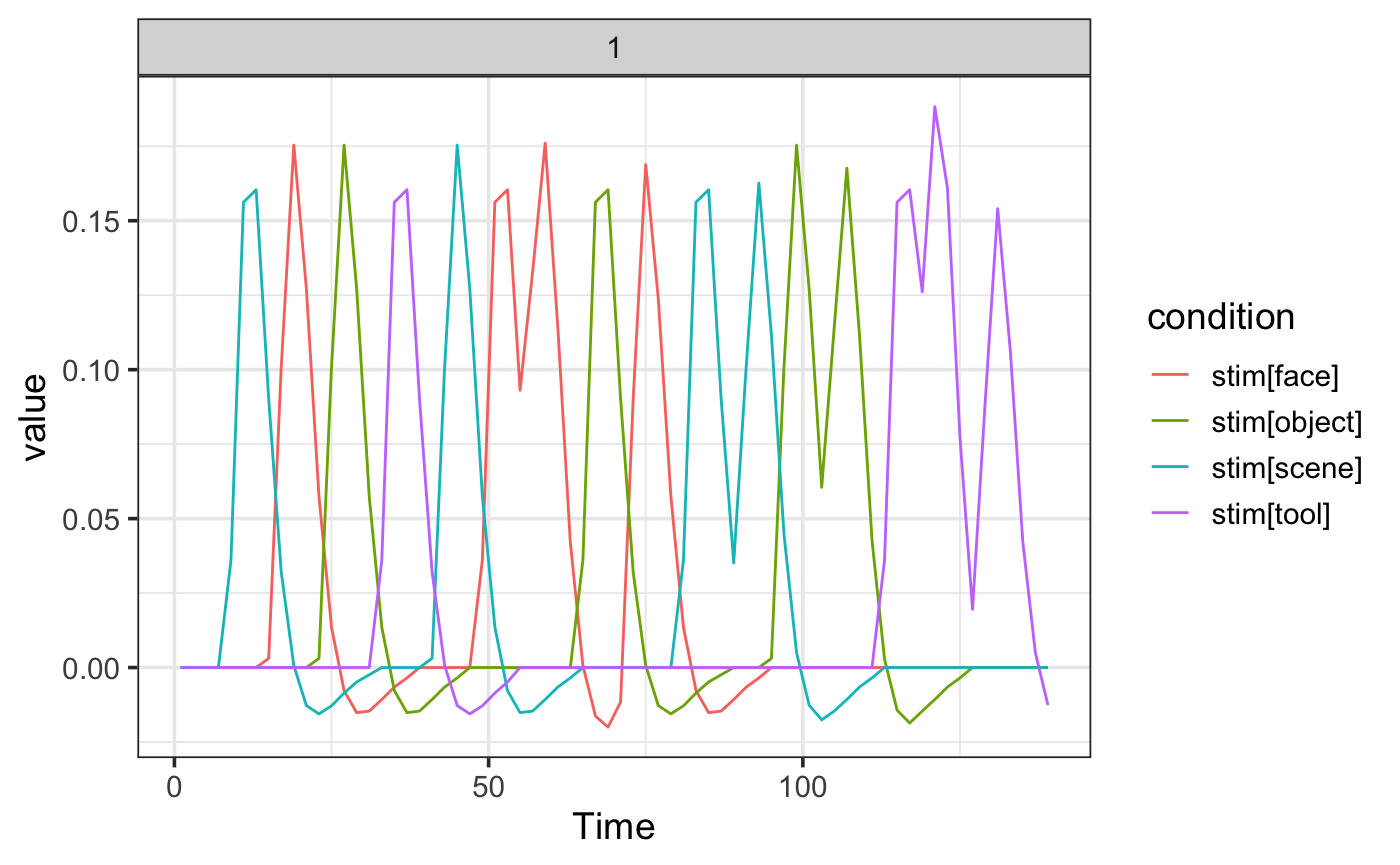 1
value
0.15
0.10
0.05
0.00
0
50
100
Time
condition
stim[face]
stim[object]
stim[scene]
stim[tool]